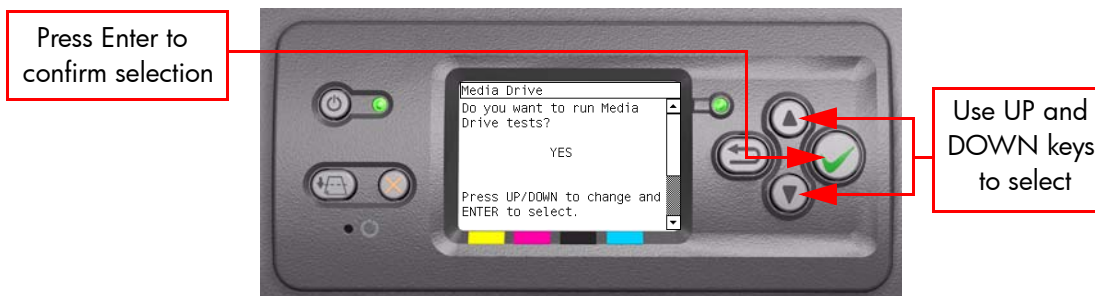 Press Enter to
confirm selection
Media Drive
Do you want to run Media
Drive tests?
YES
Press UP/DOWN to change and
ENTER to select.
Use UP and
DOWN keys
to select